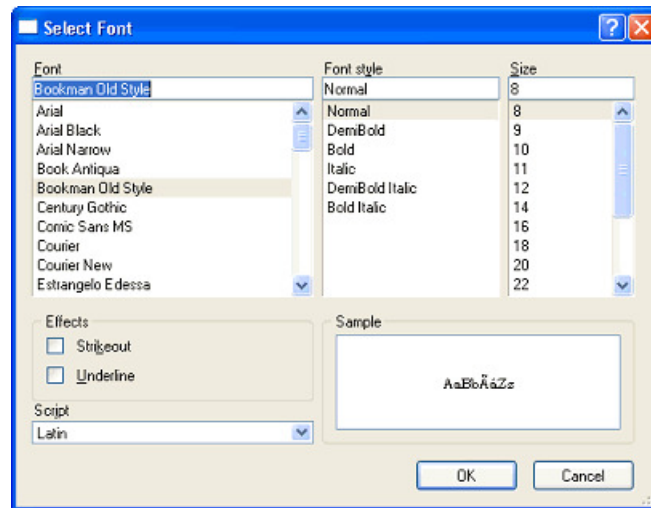 Select Font
Font
Bookman Old Style
Arial
Arial Black
Arial Narrow
Book Antiqua
Bookman Old Style
Century Gothic
Comic Sans MS
Courier
Courier New
Estrangelo Edessa
Font style
Normal
Normal
DemiBold
Bold
Italic
DemiBold Italic
Bold Italic
Size
8
8
9
10
11
12
14
16
18
20
22
Effects
Strikeout
Underline
Script
Latin
Sample
AaBbÃáZz
OK
Cancel